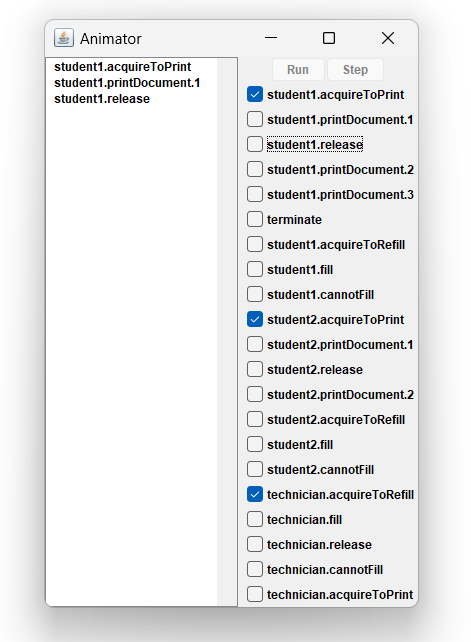 Animator
student1.acquireToPrint
student1.printDocument.1
student1.release
Run Step
student1.acquireToPrint
student1.printDocument.1
student1.release
student1.printDocument.2
student1.printDocument.3
terminate
student1.acquireToRefill
student1.fill
student1.cannotFill
student2.acquireToPrint
student2.printDocument.1
student2.release
student2.printDocument.2
student2.acquireToRefill
student2.fill
student2.cannotFill
technician.acquireToRefill
technician.fill
technician.release
technician.cannotFill
technician.acquireToPrint